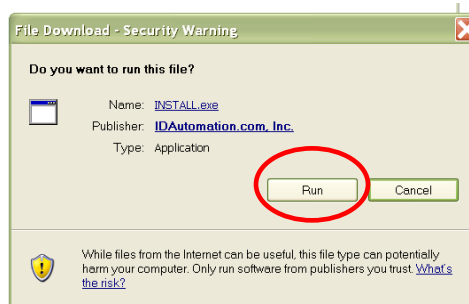 File Download - Security Warning
Do you want to run this file?
Name: INSTALL.exe
Publisher: IDAutomation.com, Inc.
Type: Application
Run Cancel
While files from the Internet can be useful, this file type can potentially
harm your computer. Only run software from publishers you trust. What's
the risk?